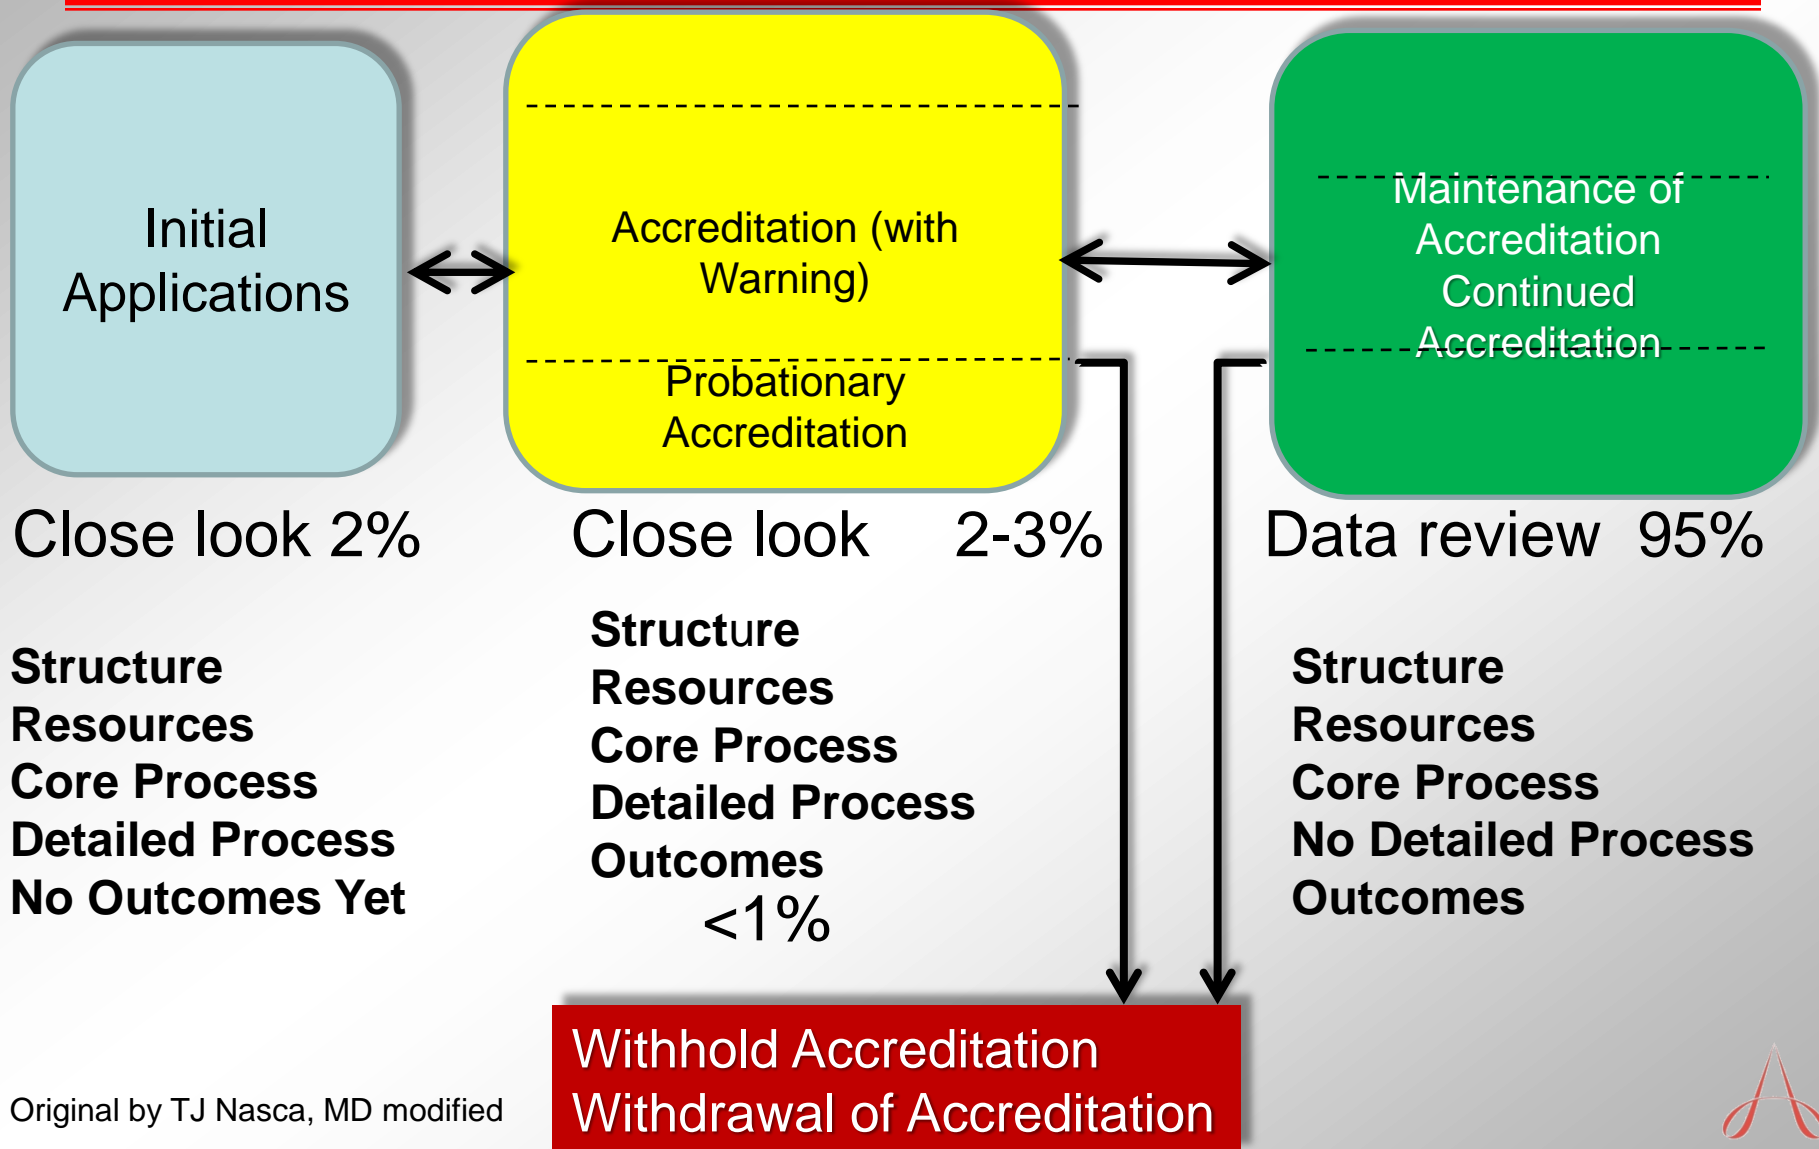 Initial
Applications
Accreditation (with
Warning)
Probationary
Accreditation
Maintenance of
Accreditation
Continued
Accreditation
Close look 2%
Close look 2-3%
Data review 95%
Structure
Resources
Core Process
Detailed Process
No Outcomes Yet
Structure
Resources
Core Process
Detailed Process
Outcomes
<1%
Structure
Resources
Core Process
No Detailed Process
Outcomes
Withhold Accreditation
Withdrawal of Accreditation
Original by TJ Nasca, MD modified